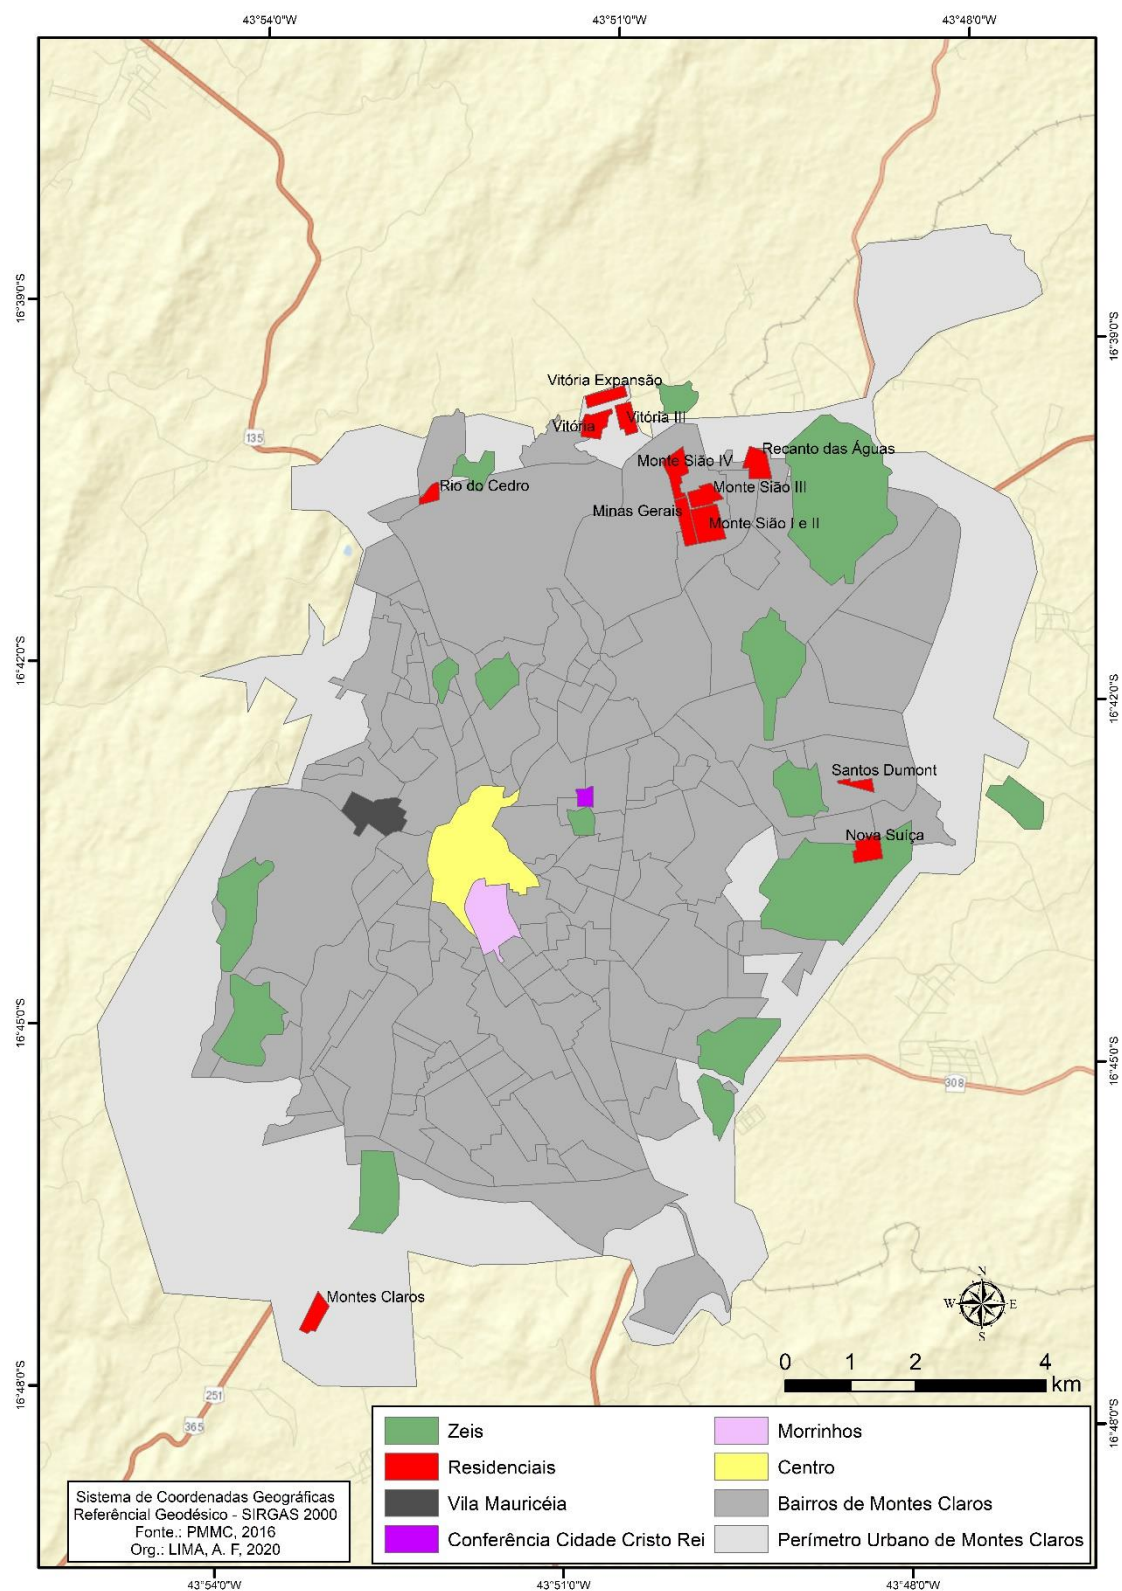 43°54'0"W
43°51'0"W
43°48'0"W
16°39'0"S
16°39'0"S
Vitória Expansão
Vitória III
Vitória
135
Recanto das Águas
Monte Sião IV
Rio do Cedro
Monte Sião III
Minas Gerais
Monte Sião I e II
16°42'0"S
16°42'0"S
Santos Dumont
Nova Suíça
16°45'0"S
16°45'0"S
308
N
W
E
S
Montes Claros
0 1 2 4
km
16°48'0"S
16°48'0"S
251
365
Zeis
Residenciais
Vila Mauricéia
Conferência Cidade Cristo Rei
Morrinhos
Centro
Bairros de Montes Claros
Perímetro Urbano de Montes Claros
Sistema de Coordenadas Geográficas
Referêncial Geodésico - SIRGAS 2000
Fonte.: PMMC, 2016
Org.: LIMA, A. F, 2020
43°54'0"W
43°51'0"W
43°48'0"W